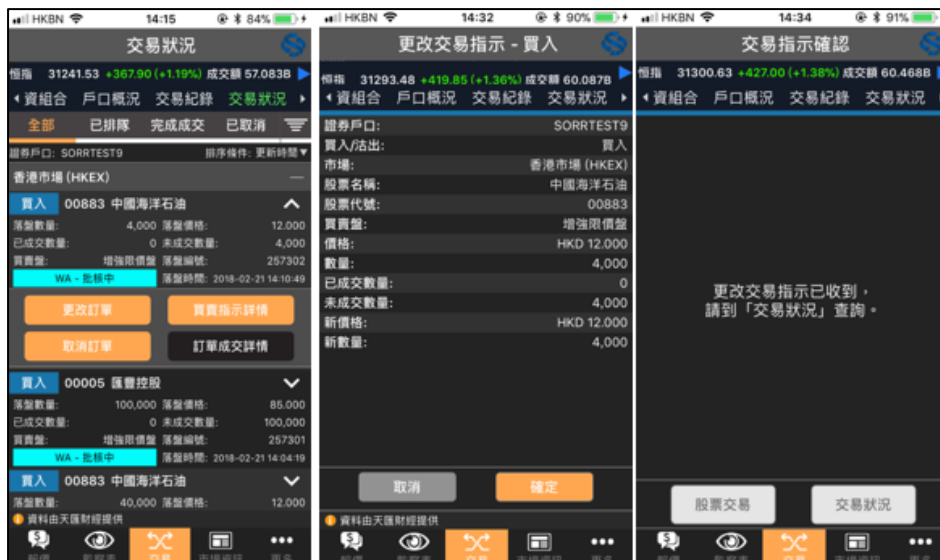 HKBN 14:15 84%
交易狀況
恒指 31241.53 +367.90 (+1.19%) 成交額 57.083B
資組合 戶口概況 交易紀錄 交易狀況
全部 已排隊 完成成交 已取消
證券戶口: SORRTEST9 排序條件: 更新時間
香港市場 (HKEX)
買入 00883 中國海洋石油
落盤數量: 4,000 落盤價格: 12.000
已成交數量: 0 未成交數量: 4,000
買賣盤: 增強限價盤 落盤編號: 257302
WA - 批核中 落盤時間: 2018-02-21 14:10:49
更改訂單 買賣指示詳情
取消訂單 訂單成交詳情
買入 00005 匯豐控股
落盤數量: 100,000 落盤價格: 85.000
已成交數量: 0 未成交數量: 100,000
買賣盤: 增強限價盤 落盤編號: 257301
WA - 批核中 落盤時間: 2018-02-21 14:04:19
買入 00883 中國海洋石油
落盤數量: 40,000 落盤價格: 12.000
資料由天匯財經提供
HKBN 14:32 90%
更改交易指示 - 買入
恒指 31293.48 +419.85 (+1.36%) 成交額 60.087B
資組合 戶口概況 交易紀錄 交易狀況
證券戶口: SORRTEST9
買入/沽出: 買入
市場: 香港市場 (HKEX)
股票名稱: 中國海洋石油
股票代號: 00883
買賣盤: 增強限價盤
價格: HKD 12.000
數量: 4,000
已成交數量: 0
未成交數量: 4,000
新價格: HKD 12.000
新數量: 4,000
取消 確定
資料由天匯財經提供
HKBN 14:34 91%
交易指示確認
恒指 31300.63 +427.00 (+1.38%) 成交額 60.468B
資組合 戶口概況 交易紀錄 交易狀況
更改交易指示已收到，
請到「交易狀況」查詢。
股票交易 交易狀況